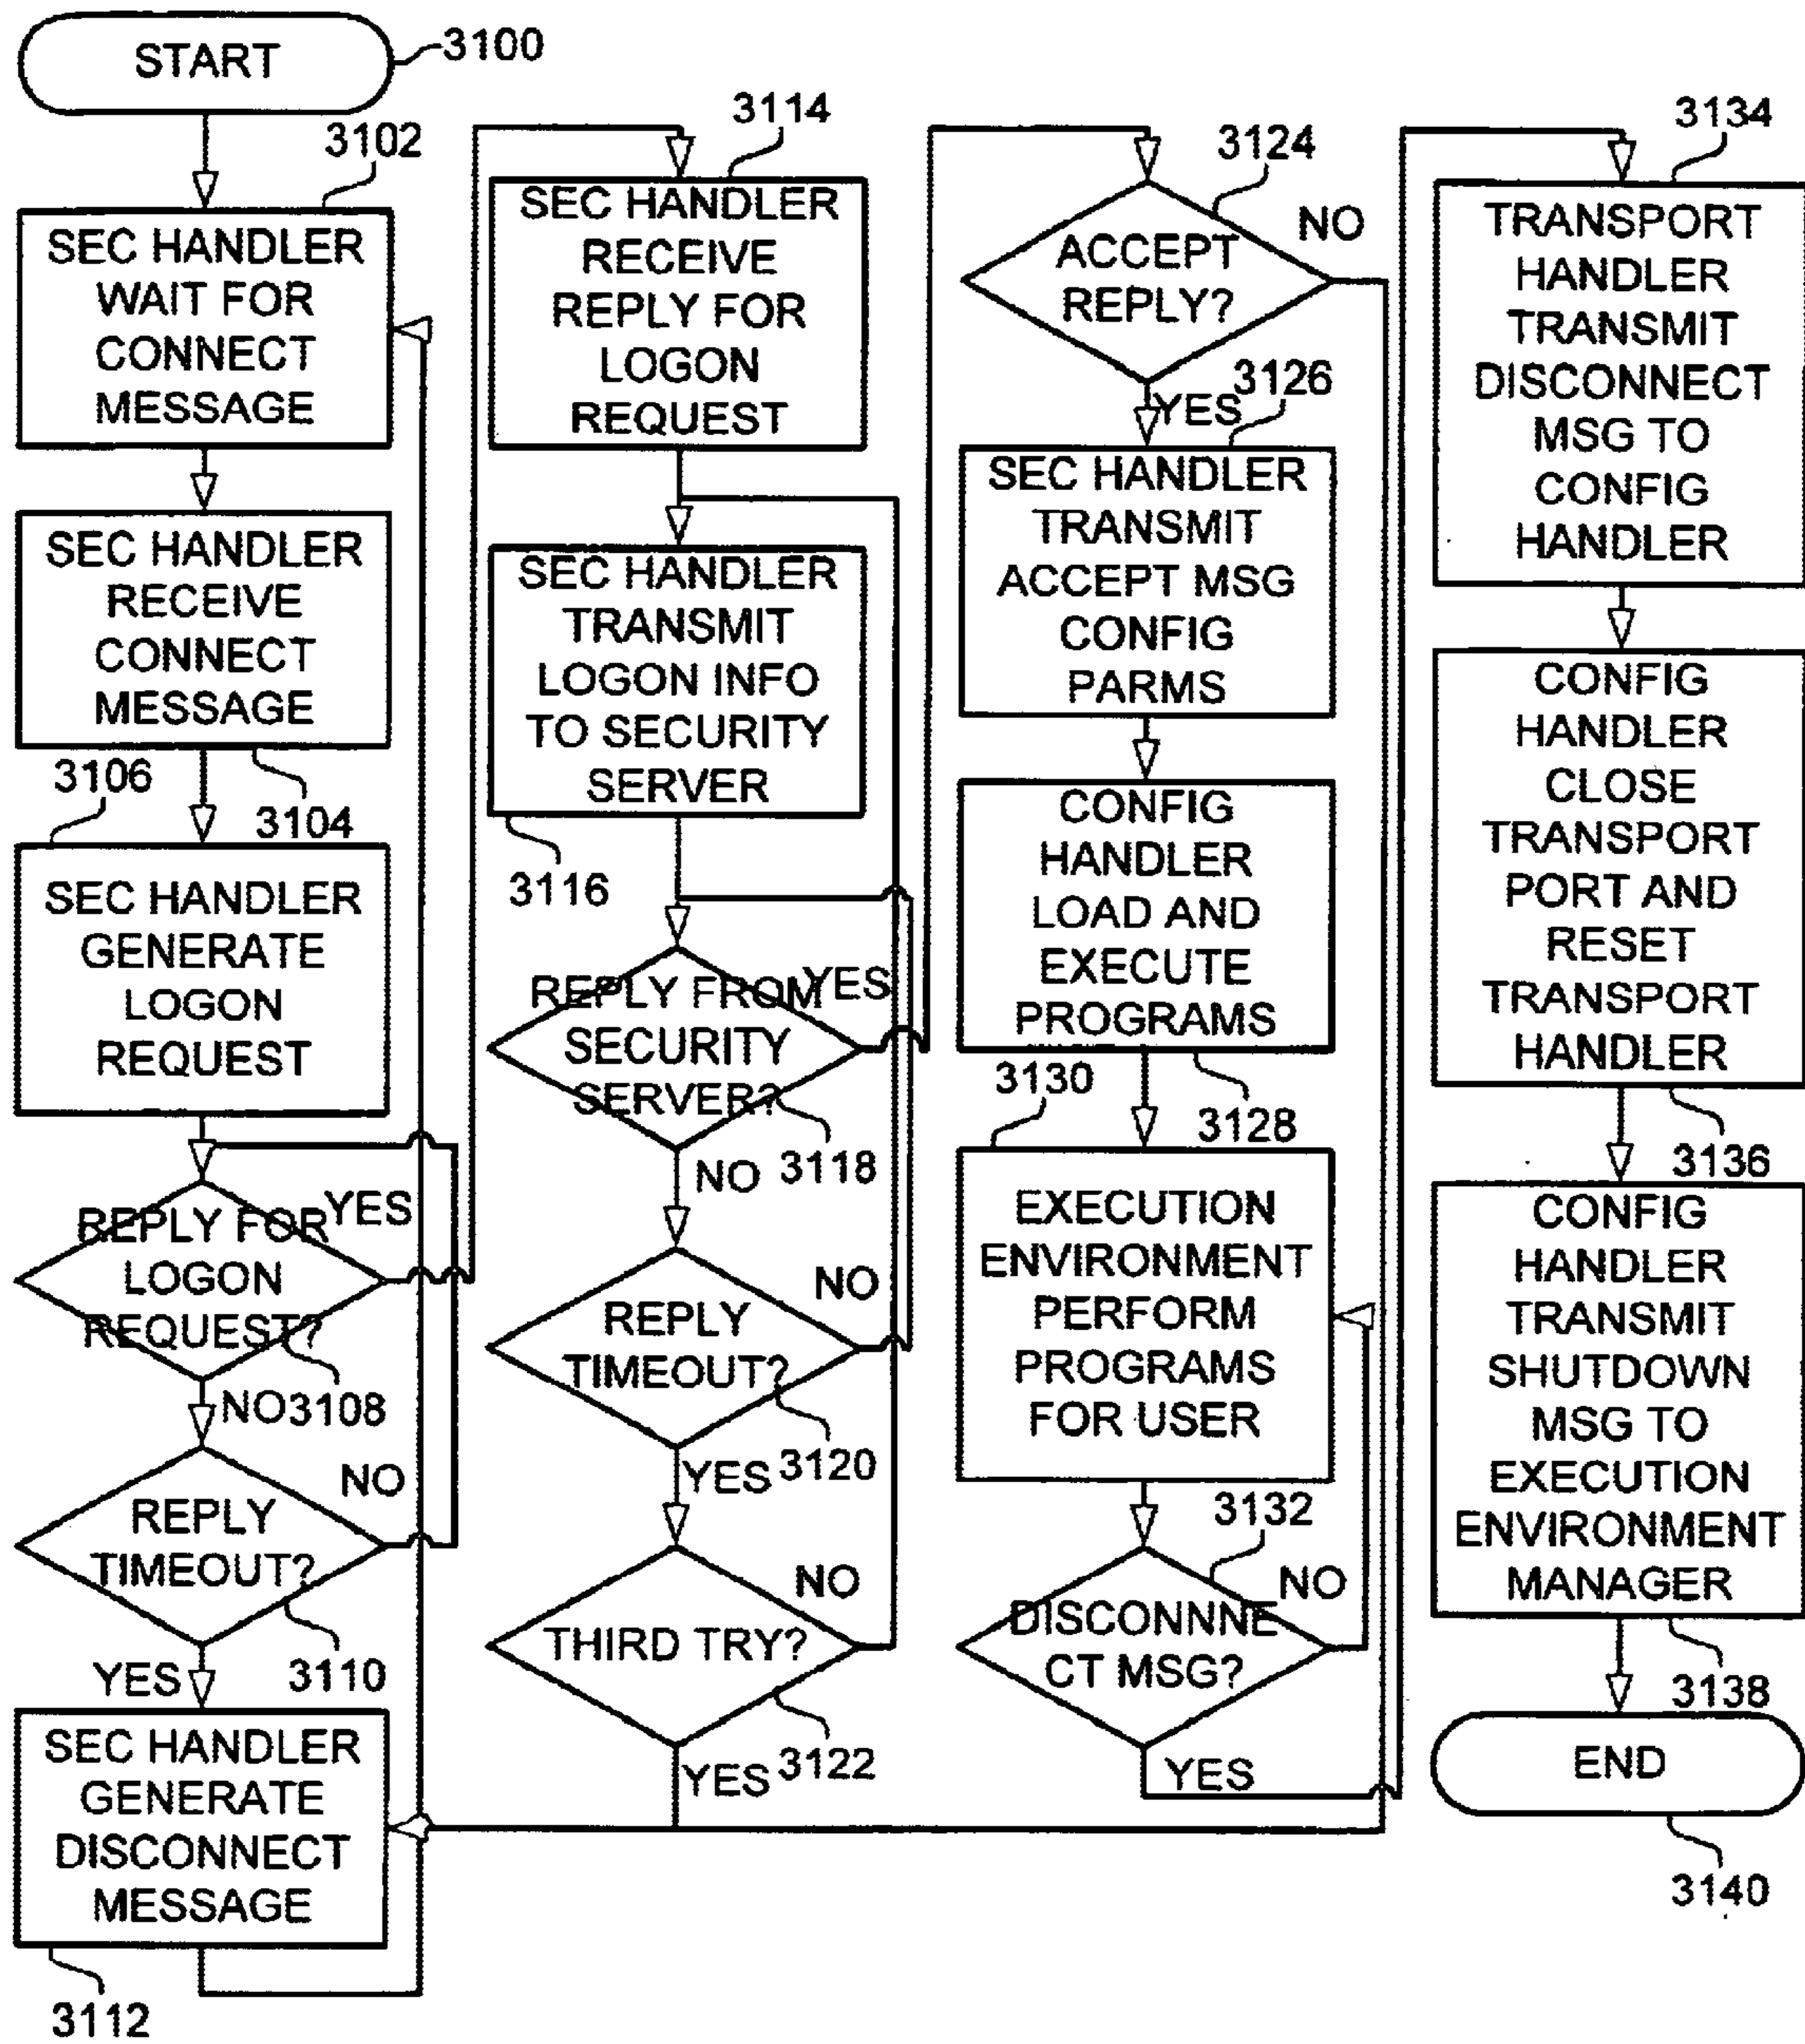 START
3100
3102
SEC HANDLER
WAIT FOR
CONNECT
MESSAGE
SEC HANDLER
RECEIVE
CONNECT
MESSAGE
3106
3104
SEC HANDLER
GENERATE
LOGON
REQUEST
REPLY FOR
LOGON
REQUEST?
YES
NO
3108
REPLY
TIMEOUT?
NO
YES
3110
SEC HANDLER
GENERATE
DISCONNECT
MESSAGE
3112
3114
SEC HANDLER
RECEIVE
REPLY FOR
LOGON
REQUEST
SEC HANDLER
TRANSMIT
LOGON INFO
TO SECURITY
SERVER
3116
REPLY FROM
SECURITY
SERVER?
YES
NO
3118
REPLY
TIMEOUT?
NO
YES
3120
THIRD TRY?
NO
YES
3122
3124
ACCEPT
REPLY?
NO
YES
3126
SEC HANDLER
TRANSMIT
ACCEPT MSG
CONFIG
PARMS
CONFIG
HANDLER
LOAD AND
EXECUTE
PROGRAMS
3130
3128
EXECUTION
ENVIRONMENT
PERFORM
PROGRAMS
FOR USER
3132
DISCONNNE
CT MSG?
NO
YES
3134
TRANSPORT
HANDLER
TRANSMIT
DISCONNECT
MSG TO
CONFIG
HANDLER
CONFIG
HANDLER
CLOSE
TRANSPORT
PORT AND
RESET
TRANSPORT
HANDLER
3136
CONFIG
HANDLER
TRANSMIT
SHUTDOWN
MSG TO
EXECUTION
ENVIRONMENT
MANAGER
3138
END
3140